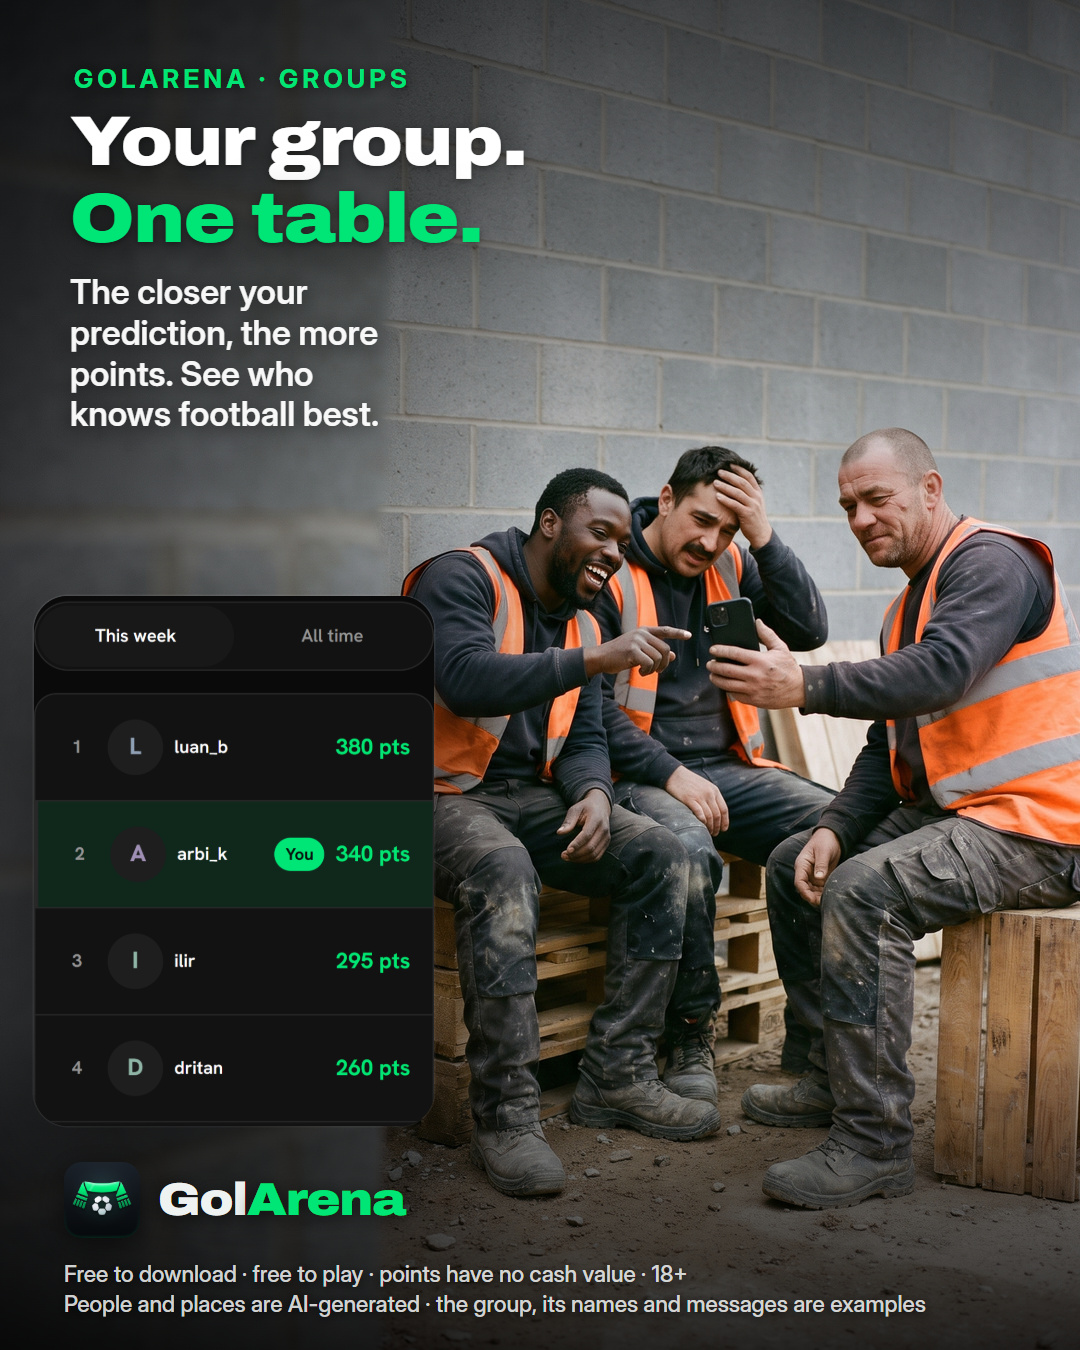 GOLARENA · GROUPS
Your group.
One table.
The closer your
prediction, the more
points. See who
knows football best.
This week
All time
1 L luan_b 380 pts
2 A arbi_k You 340 pts
3 I ilir 295 pts
4 D dritan 260 pts
GolArena
Free to download · free to play · points have no cash value · 18+
People and places are AI-generated · the group, its names and messages are examples